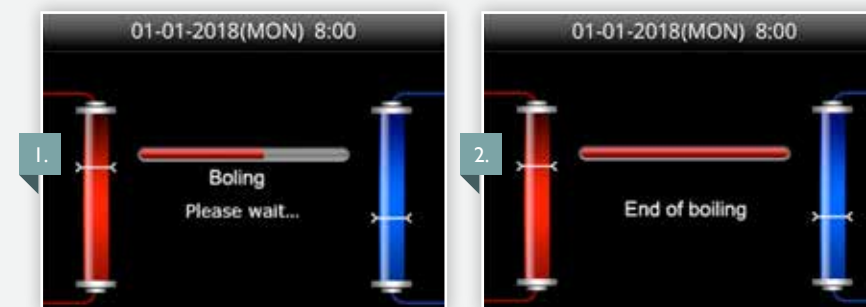 01-01-2018(MON) 8:00
1.
Boling
Please wait...
01-01-2018(MON) 8:00
2.
End of boiling